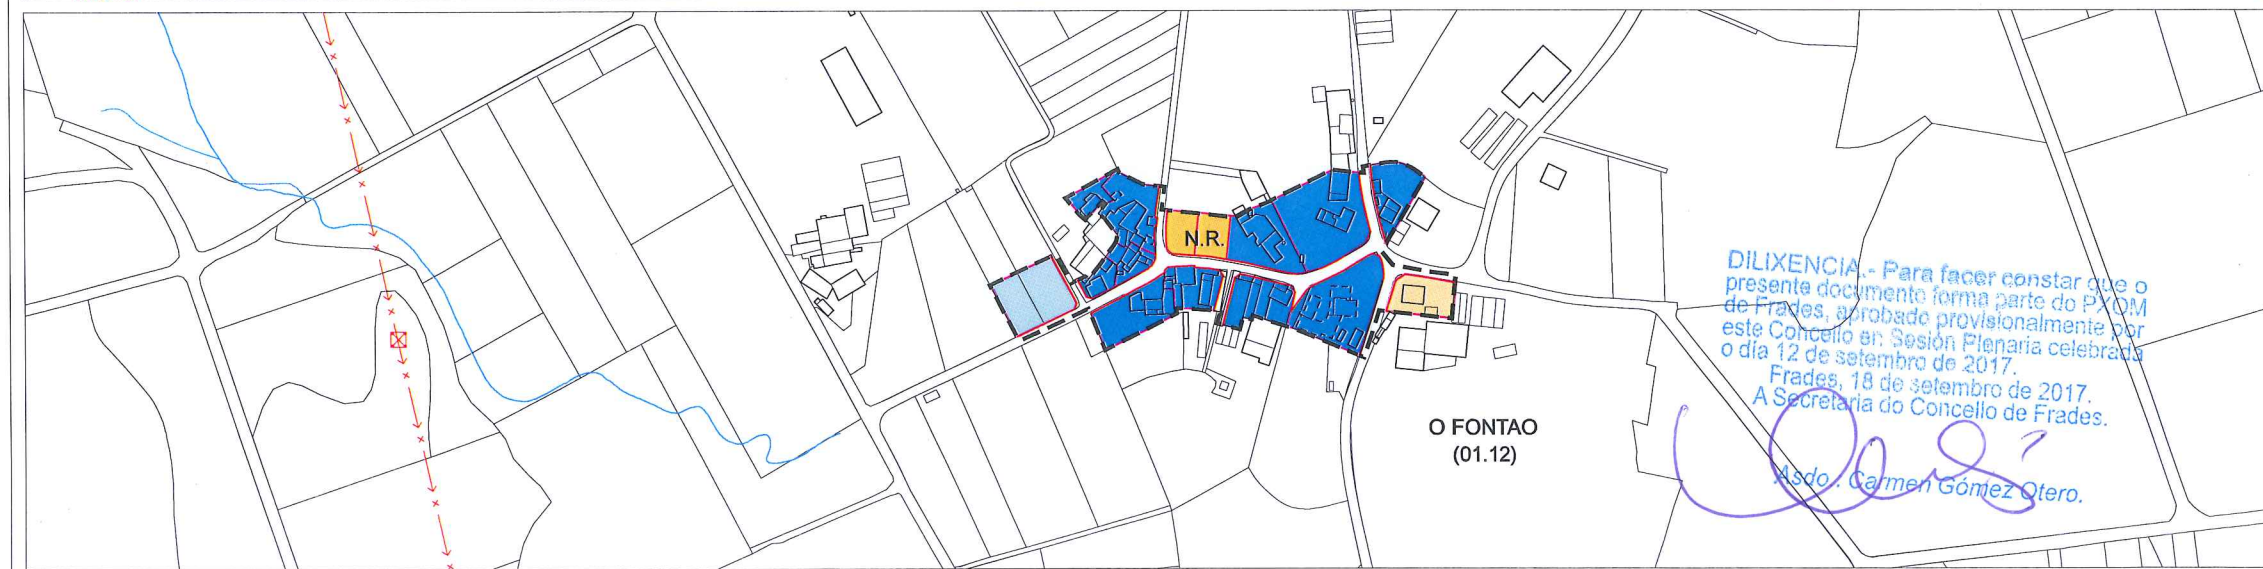 N.R.
O FONTAO
(01.12)
DILIXENCIA.- Para facer constar que o
presente documento forma parte do PXOM
de Frades, aprobado provisionalmente por
este Concello en Sesión Plenaria celebrada
o día 12 de setembro de 2017.
Frades, 18 de setembro de 2017.
A Secretaria do Concello de Frades.
Asdo. Carmen Gómez Otero.